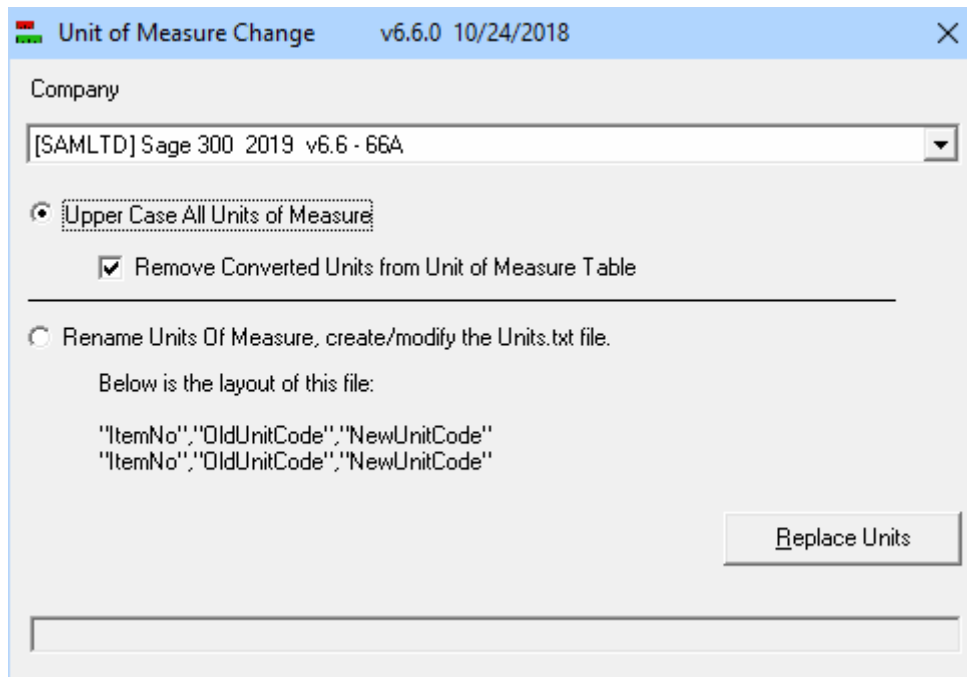 Unit of Measure Change v6.6.0 10/24/2018
Company
[SAMLTD] Sage 300 2019 v6.6 - 66A
Upper Case All Units of Measure
Remove Converted Units from Unit of Measure Table
Rename Units Of Measure, create/modify the Units.txt file.
Below is the layout of this file:
"ItemNo","OldUnitCode","NewUnitCode"
"ItemNo","OldUnitCode","NewUnitCode"
Replace Units